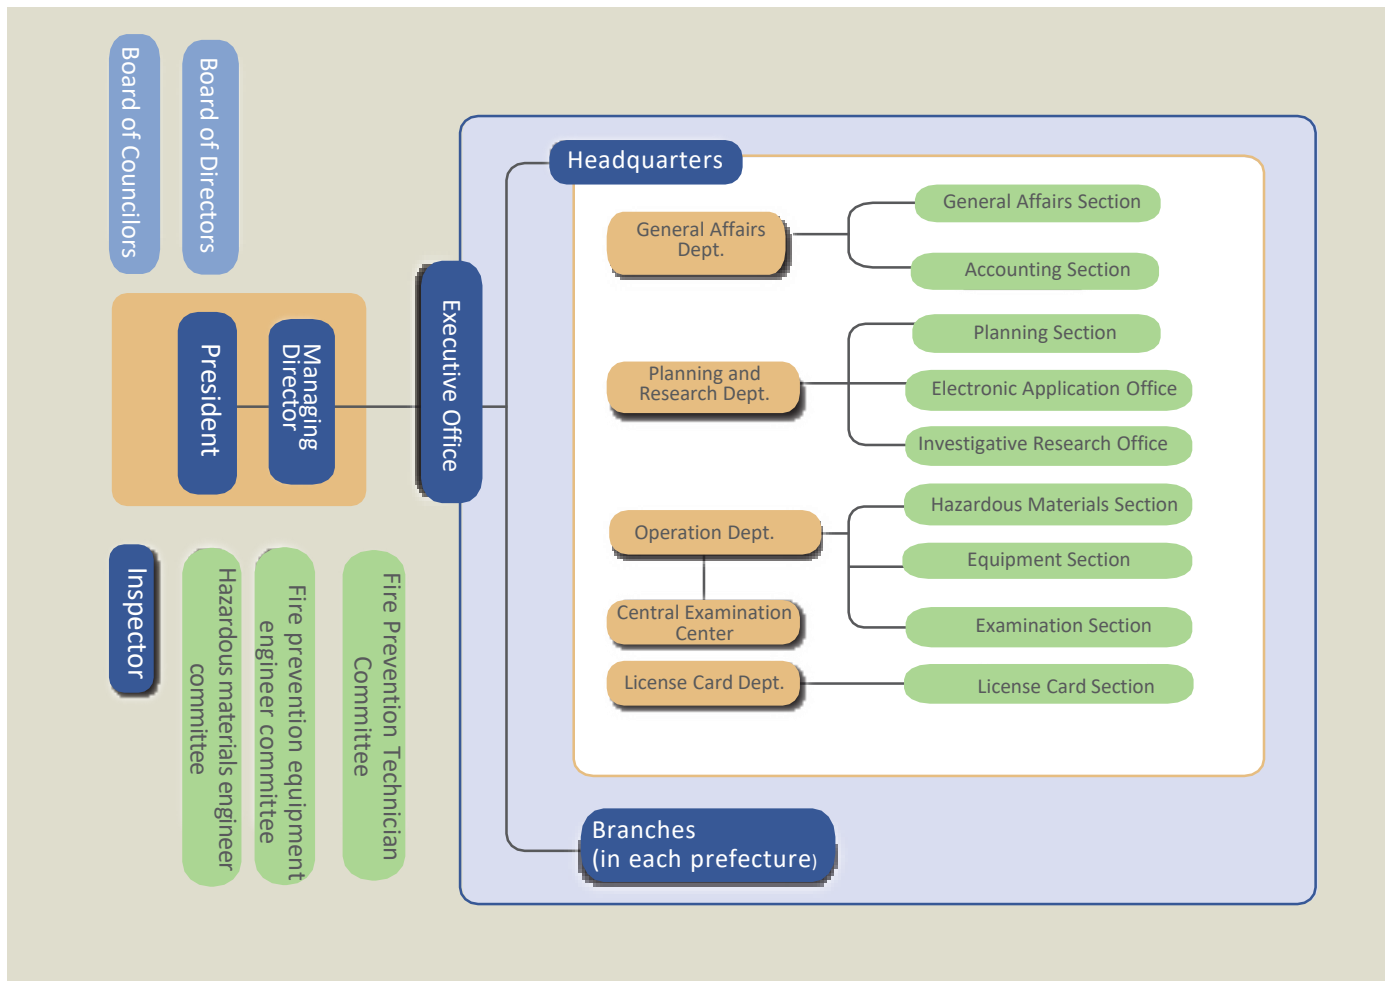 Board of Councilors
Board of Directors
President
Managing
Director
Executive Office
Inspector
Hazardous materials engineer
committee
Fire prevention equipment
engineer committee
Fire Prevention Technician
Committee
Headquarters
General Affairs
Dept.
General Affairs Section
Accounting Section
Planning and
Research Dept.
Planning Section
Electronic Application Office
Investigative Research Office
Operation Dept.
Hazardous Materials Section
Equipment Section
Examination Section
Central Examination
Center
License Card Dept.
License Card Section
Branches
(in each prefecture)